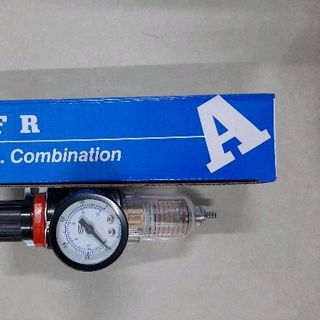 F R
. Combination
A